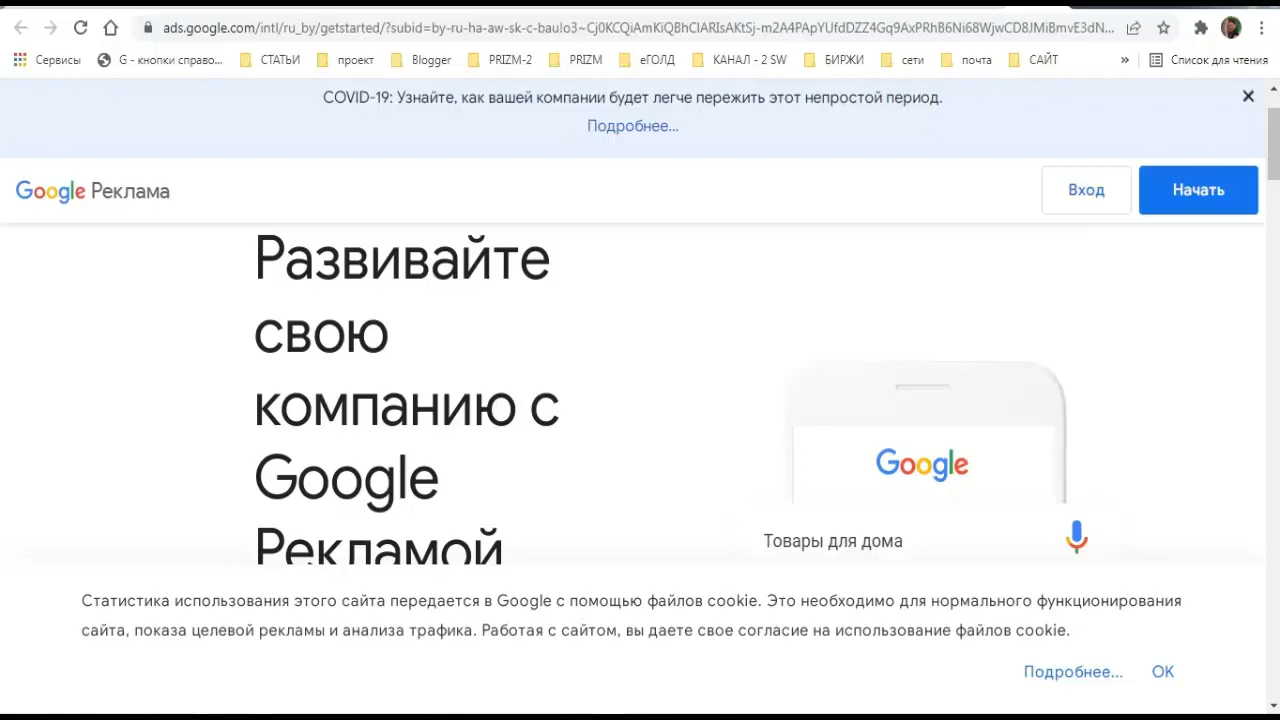 ads.google.com/intl/ru_by/getstarted/?subid=by-ru-ha-aw-sk-c-bau!o3~Cj0KCQiAmKiQBhClARIsAKtSj-m2A4PApYUfdDZZ4Gq9AxPRhB6Ni68WjwCD8JMiBmvE3dN...
Сервисы G - кнопки справо... СТАТЬИ проект Blogger PRIZM-2 PRIZM еГОЛД КАНАЛ - 2 SW БИРЖИ сети почта САЙТ » Список для чтения
COVID-19: Узнайте, как вашей компании будет легче пережить этот непростой период.
Подробнее...
Google Реклама
Вход
Начать
Развивайте
свою
компанию с
Google
Рекламой
Google
Товары для дома
Статистика использования этого сайта передается в Google с помощью файлов cookie. Это необходимо для нормального функционирования
сайта, показа целевой рекламы и анализа трафика. Работая с сайтом, вы даете свое согласие на использование файлов cookie.
Подробнее... OK